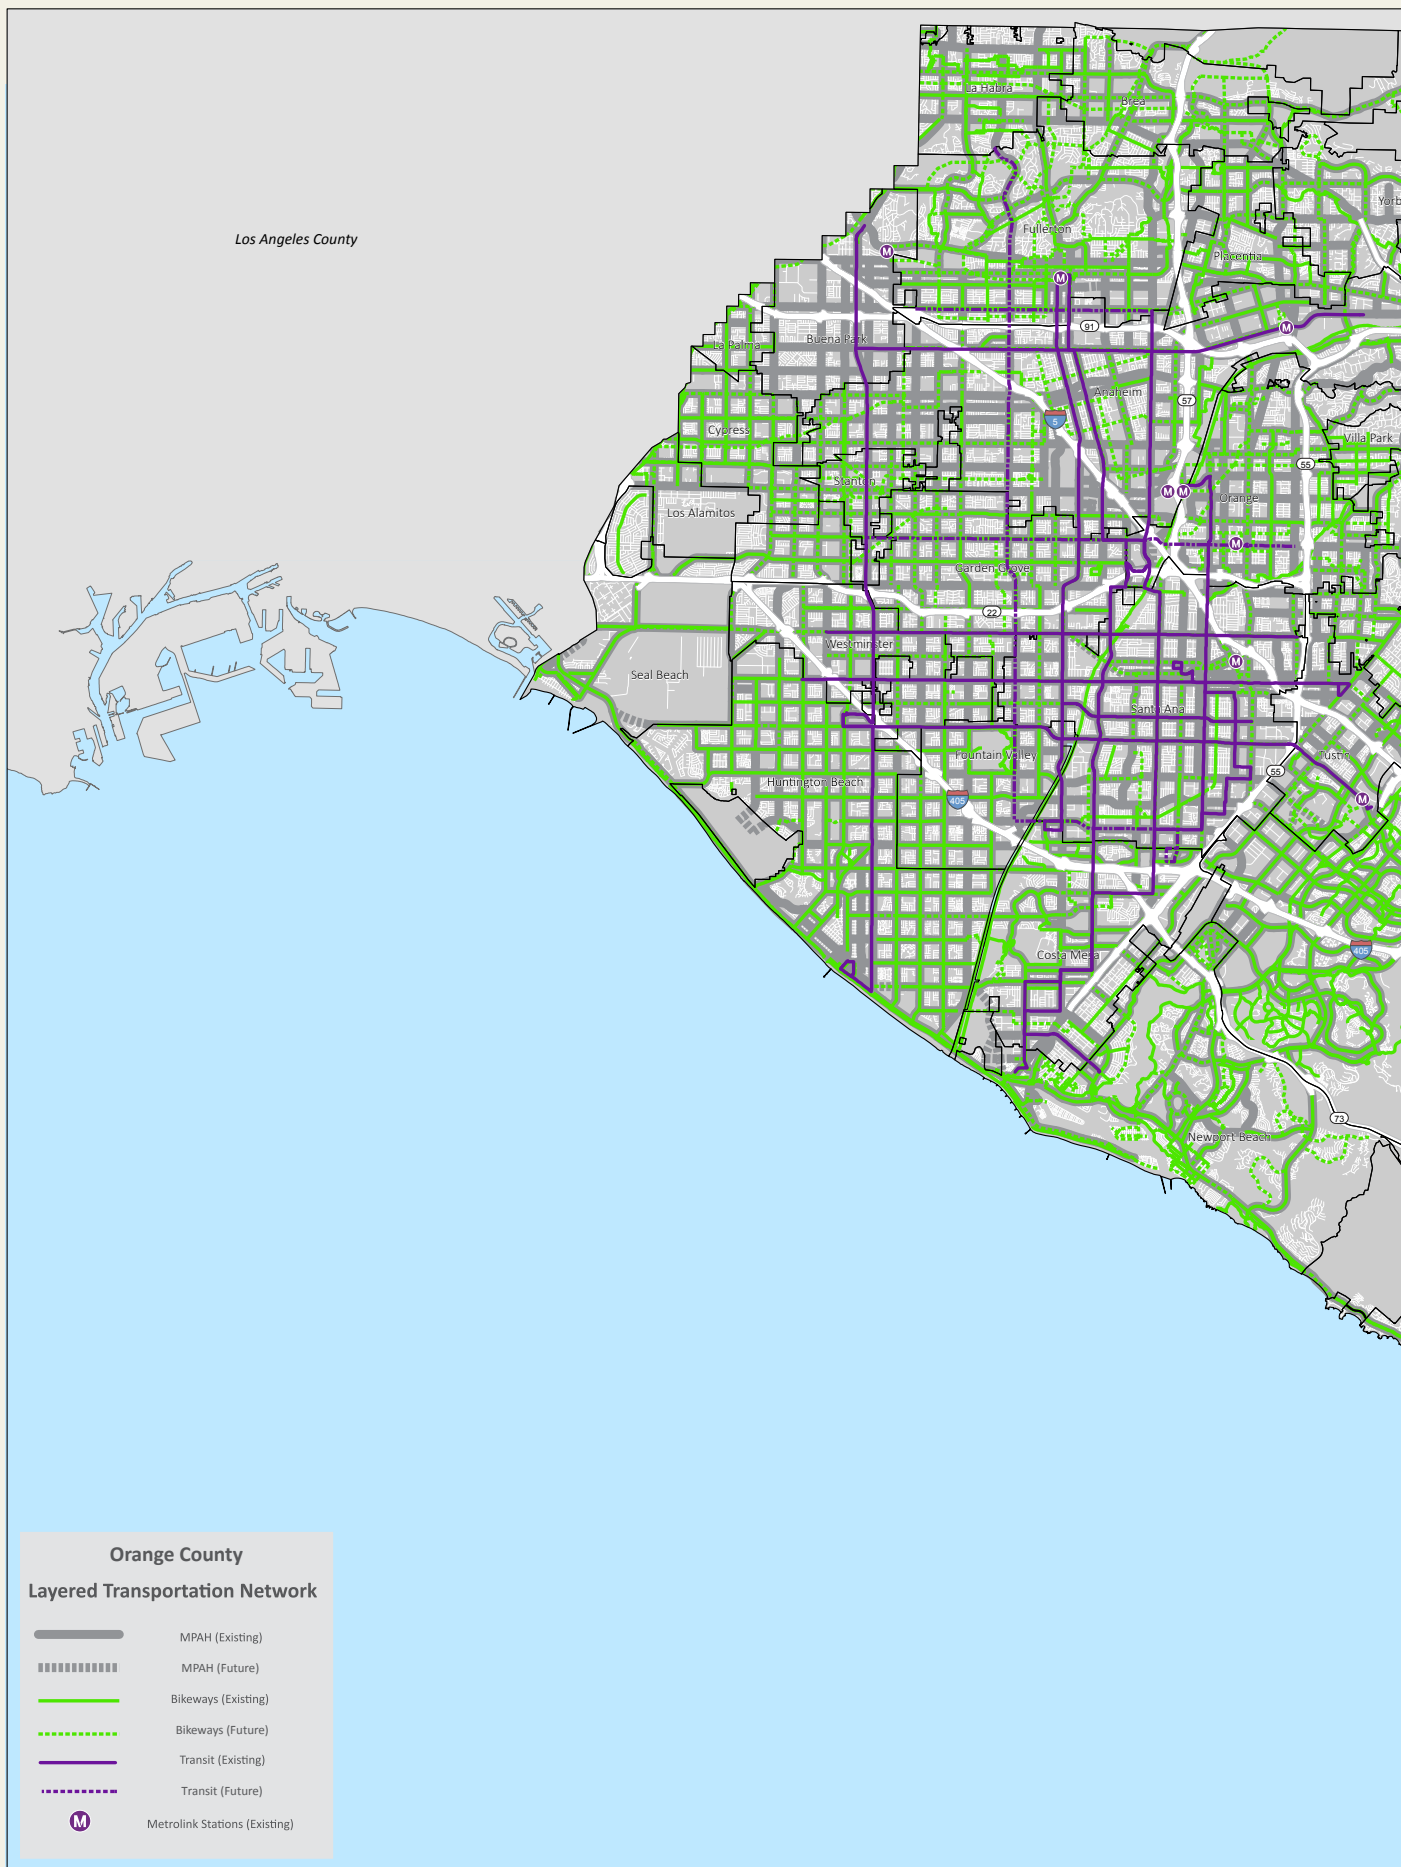 La Habra
Brea
Yorb
Los Angeles County
Fullerton
Placentia
M
M
M
91
La Palma
Buena Park
Anaheim
57
5
Cypress
Villa Park
55
Stanton
M M
Orange
Los Alamitos
M
Garden Grove
22
Westminster
M
Seal Beach
Santa Ana
Fountain Valley
Tustin
55
Huntington Beach
405
M
Costa Mesa
405
73
Newport Beach
Orange County
Layered Transportation Network
MPAH (Existing)
MPAH (Future)
Bikeways (Existing)
Bikeways (Future)
Transit (Existing)
Transit (Future)
M Metrolink Stations (Existing)